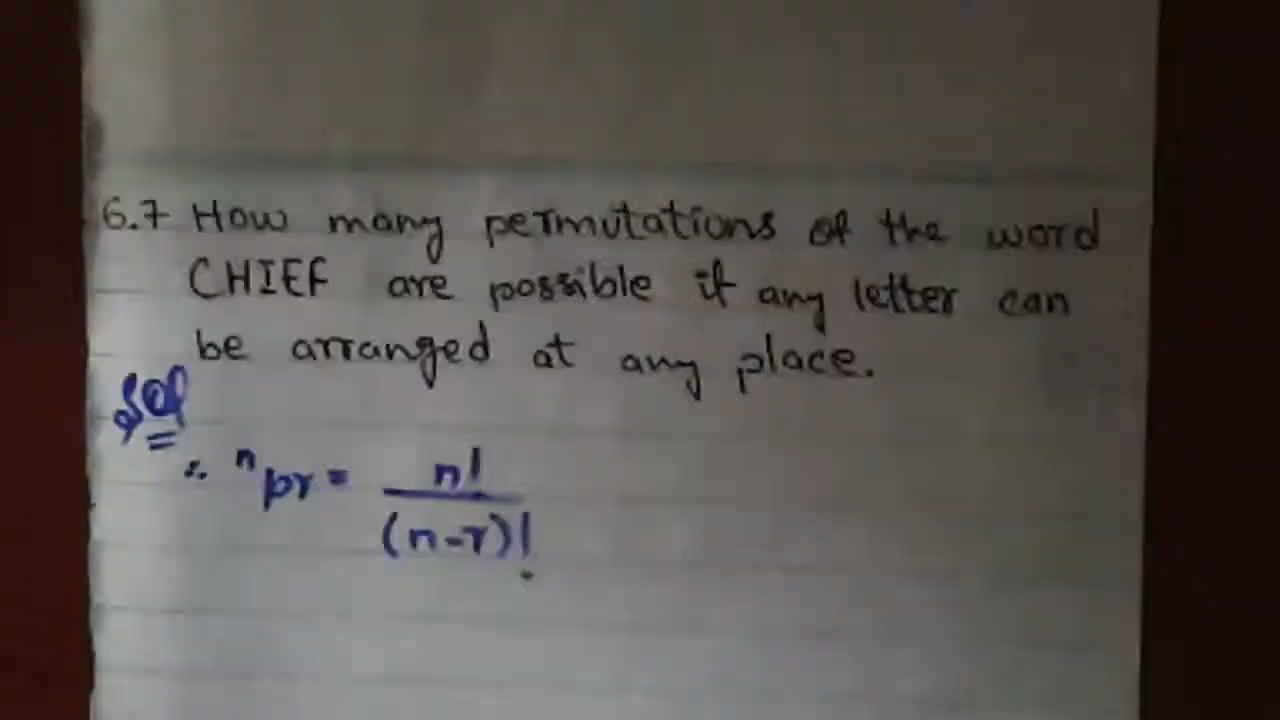 6.7 How many permutations of the word
CHIEF are possible if any letter can
be arranged at any place.
Sol
∴ ⁿpr = n!/(n-r)!